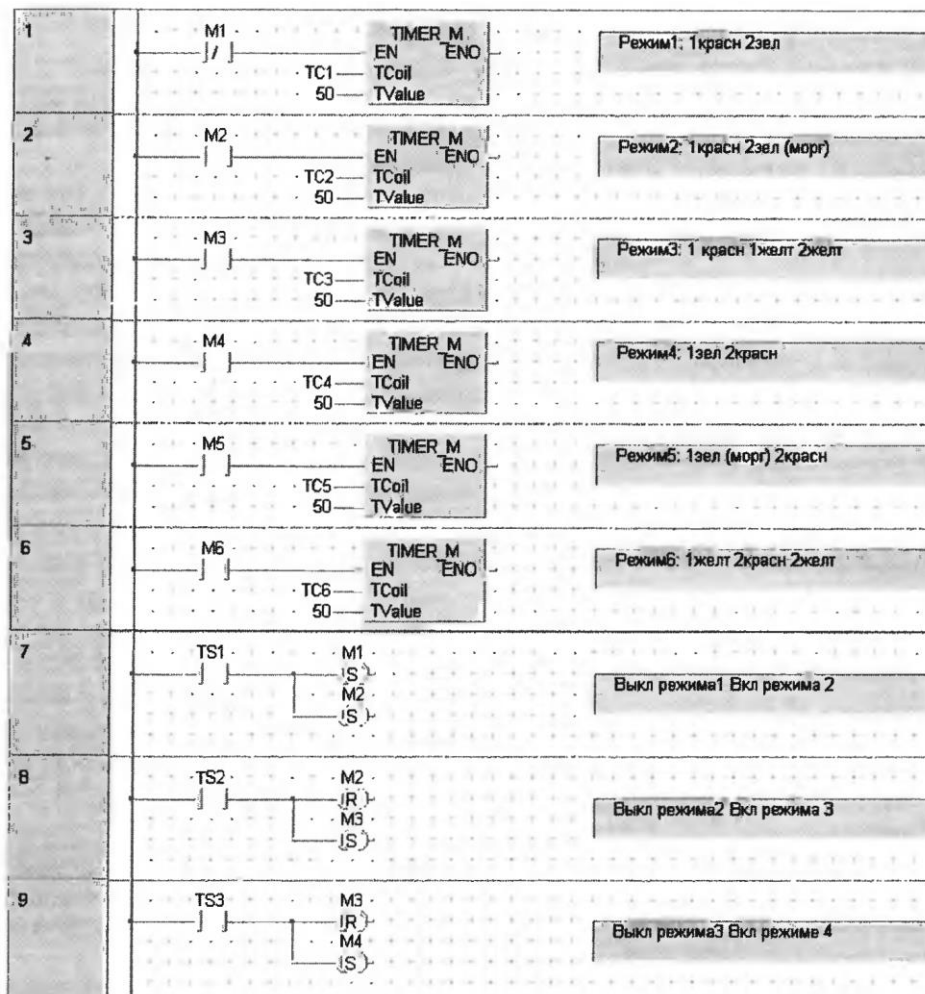 1
M1
TIMER_M
EN ENO
TC1 TCoil
50 TValue
Режим1: 1красн 2зел
2
M2
TIMER_M
EN ENO
TC2 TCoil
50 TValue
Режим2: 1красн 2зел (морг)
3
M3
TIMER_M
EN ENO
TC3 TCoil
50 TValue
Режим3: 1 красн 1желт 2желт
4
M4
TIMER_M
EN ENO
TC4 TCoil
50 TValue
Режим4: 1зел 2красн
5
M5
TIMER_M
EN ENO
TC5 TCoil
50 TValue
Режим5: 1зел (морг) 2красн
6
M6
TIMER_M
EN ENO
TC6 TCoil
50 TValue
Режим6: 1желт 2красн 2желт
7
TS1 M1
S
M2
S
Выкл режима1 Вкл режима 2
8
TS2 M2
R
M3
S
Выкл режима2 Вкл режима 3
9
TS3 M3
R
M4
S
Выкл режима3 Вкл режиме 4